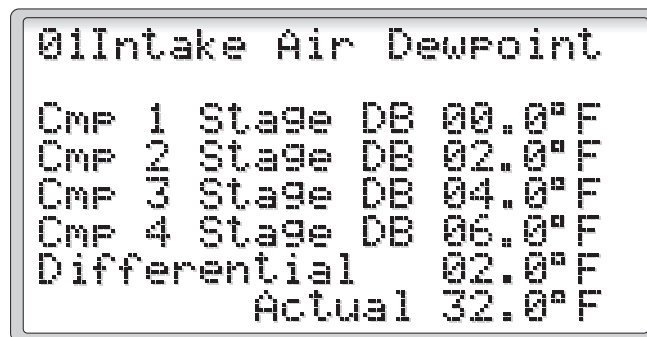 01Intake Air Dewpoint
Cmp 1 Stage DB 00.0°F
Cmp 2 Stage DB 02.0°F
Cmp 3 Stage DB 04.0°F
Cmp 4 Stage DB 06.0°F
Differential 02.0°F
Actual 32.0°F